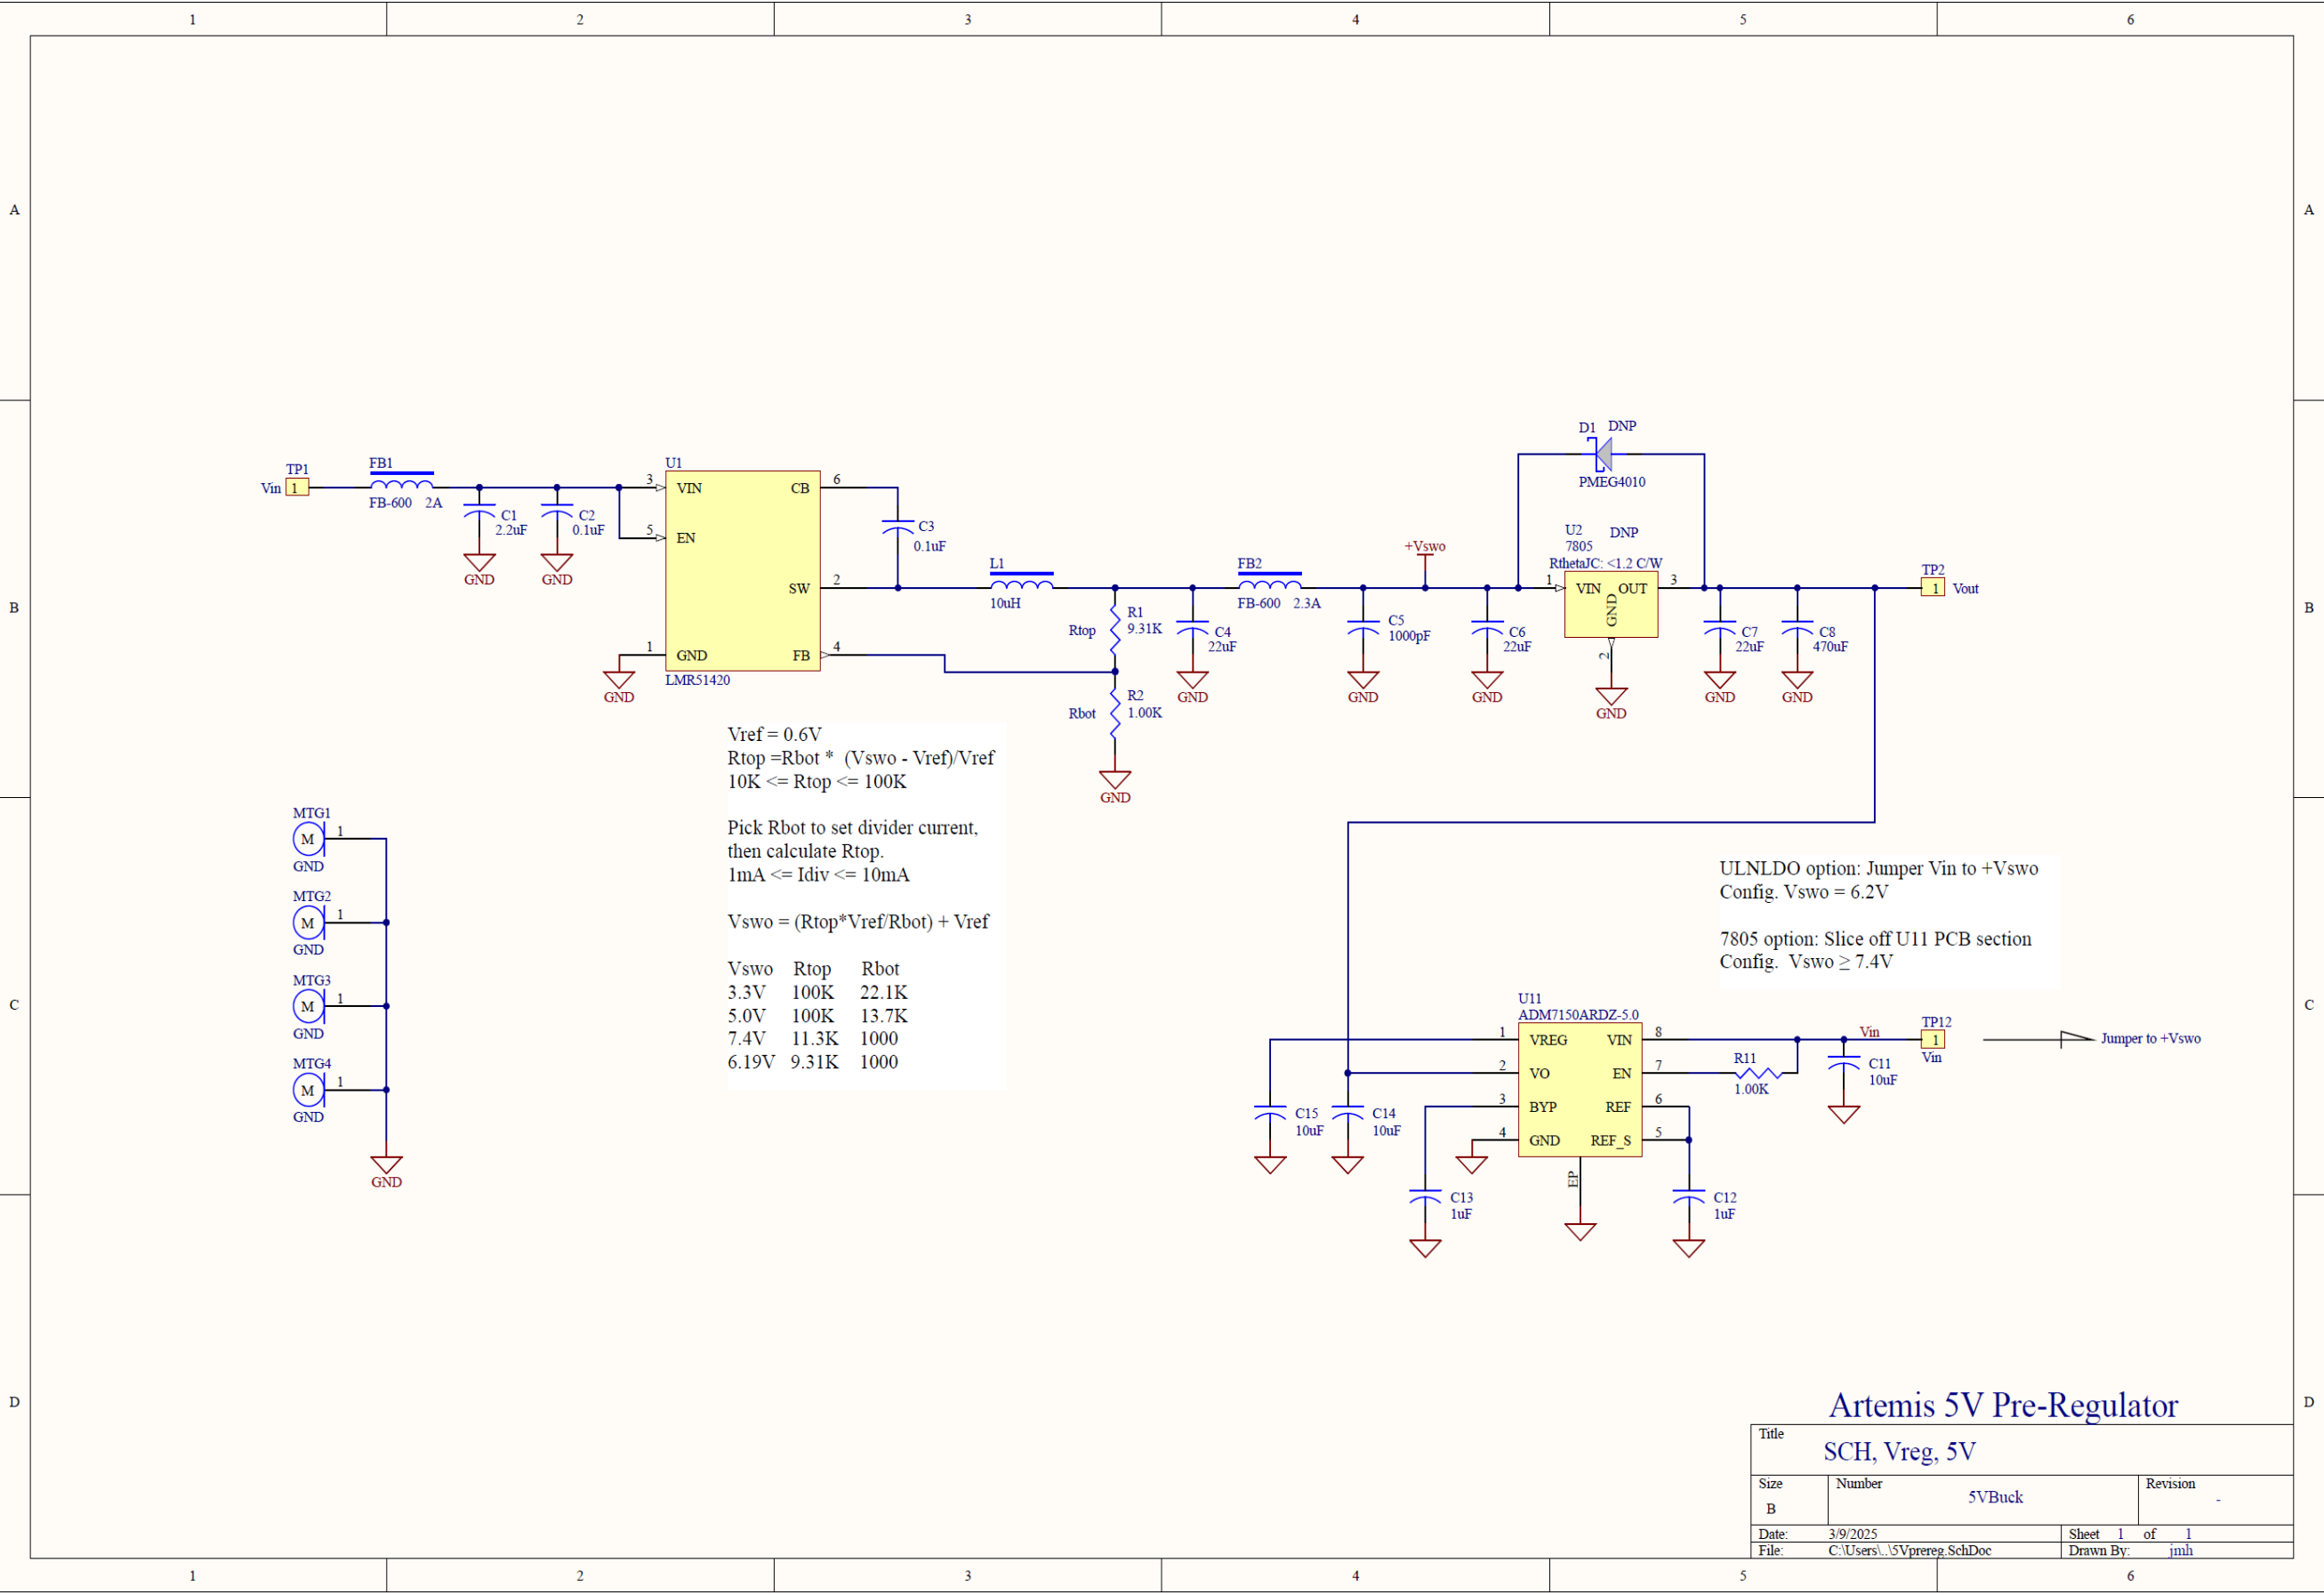 1 2 3 4 5 6
A A
B B
C C
D D
TP1
Vin 1
FB1
FB-600 2A
C1
2.2uF
GND
C2
0.1uF
GND
U1
3 VIN
5 EN
1 GND
CB 6
SW 2
FB 4
LMR51420
GND
C3
0.1uF
L1
10uH
Rtop
R1
9.31K
Rbot
R2
1.00K
GND
C4
22uF
GND
FB2
FB-600 2.3A
C5
1000pF
GND
+Vswo
C6
22uF
GND
D1 DNP
PMEG4010
U2 DNP
7805
RthetaJC: <1.2 C/W
1 VIN OUT 3
GND
2
GND
C7
22uF
GND
C8
470uF
GND
TP2
1 Vout
Vref = 0.6V
Rtop =Rbot * (Vswo - Vref)/Vref
10K <= Rtop <= 100K
Pick Rbot to set divider current,
then calculate Rtop.
1mA <= Idiv <= 10mA
Vswo = (Rtop*Vref/Rbot) + Vref
Vswo Rtop Rbot
3.3V 100K 22.1K
5.0V 100K 13.7K
7.4V 11.3K 1000
6.19V 9.31K 1000
MTG1
M 1
GND
MTG2
M 1
GND
MTG3
M 1
GND
MTG4
M 1
GND
GND
ULNLDO option: Jumper Vin to +Vswo
Config. Vswo = 6.2V
7805 option: Slice off U11 PCB section
Config. Vswo ≥ 7.4V
U11
ADM7150ARDZ-5.0
1 VREG VIN 8
2 VO EN 7
3 BYP REF 6
4 GND REF_S 5
EP
C15
10uF
C14
10uF
C13
1uF
C12
1uF
R11
1.00K
Vin
C11
10uF
TP12
1
Vin
Jumper to +Vswo
Artemis 5V Pre-Regulator
Title
SCH, Vreg, 5V
Size Number Revision
B 5VBuck -
Date: 3/9/2025 Sheet 1 of 1
File: C:\Users\..\5Vprereg.SchDoc Drawn By: jmh
1 2 3 4 5 6